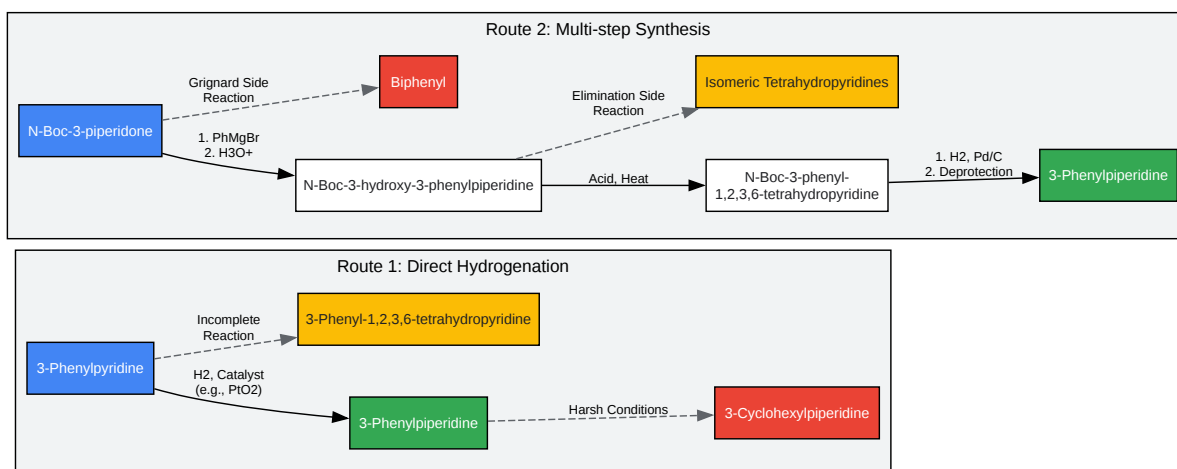 Route 2: Multi-step Synthesis
Grignard Side
Reaction
Biphenyl
Isomeric Tetrahydropyridines
Elimination Side
Reaction
N-Boc-3-piperidone
1. PhMgBr
2. H3O+
N-Boc-3-hydroxy-3-phenylpiperidine
Acid, Heat
N-Boc-3-phenyl-
1,2,3,6-tetrahydropyridine
1. H2, Pd/C
2. Deprotection
3-Phenylpiperidine
Route 1: Direct Hydrogenation
Incomplete
Reaction
3-Phenyl-1,2,3,6-tetrahydropyridine
3-Phenylpyridine
H2, Catalyst
(e.g., PtO2)
3-Phenylpiperidine
Harsh Conditions
3-Cyclohexylpiperidine